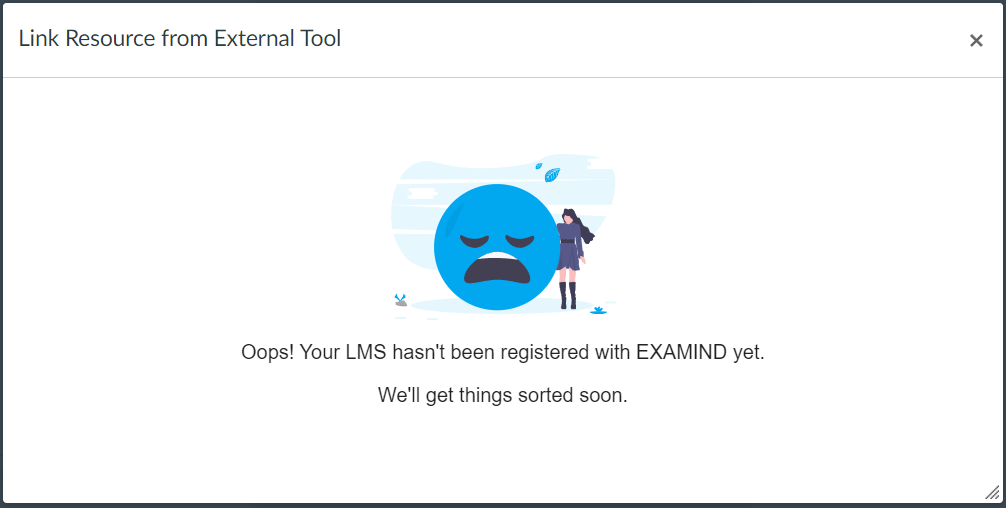 Link Resource from External Tool
Oops! Your LMS hasn't been registered with EXAMIND yet.
We'll get things sorted soon.